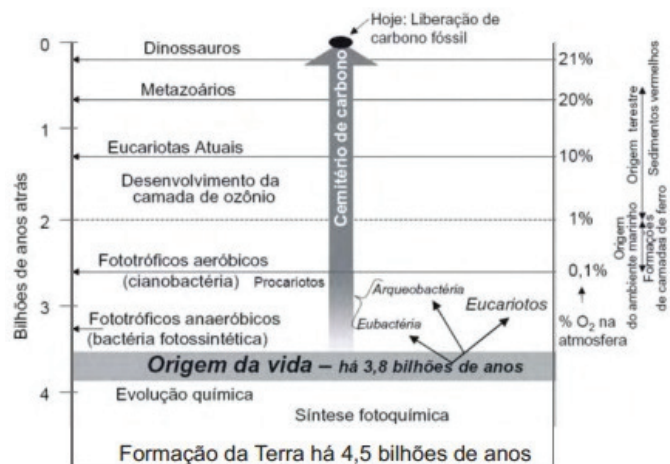 Hoje: Liberação de
carbono fóssil
0
Dinossauros
21%
Metazoários
20%
1
Eucariotas Atuais
10%
Desenvolvimento da
camada de ozônio
2
1%
Fototróficos aeróbicos
(cianobactéria)
Procariotos
0,1%
Arqueobactéria
Eucariotos
3
Eubactéria
Fototróficos anaeróbicos
(bactéria fotossintética)
% O₂ na
atmosfera
Origem da vida – há 3,8 bilhões de anos
4
Evolução química
Síntese fotoquímica
Formação da Terra há 4,5 bilhões de anos
Bilhões de anos atrás
Cemitério de carbono
Origem terestre
Sedimentos vermelhos
Origem
do ambiente marinho
Formações
de camadas de ferro